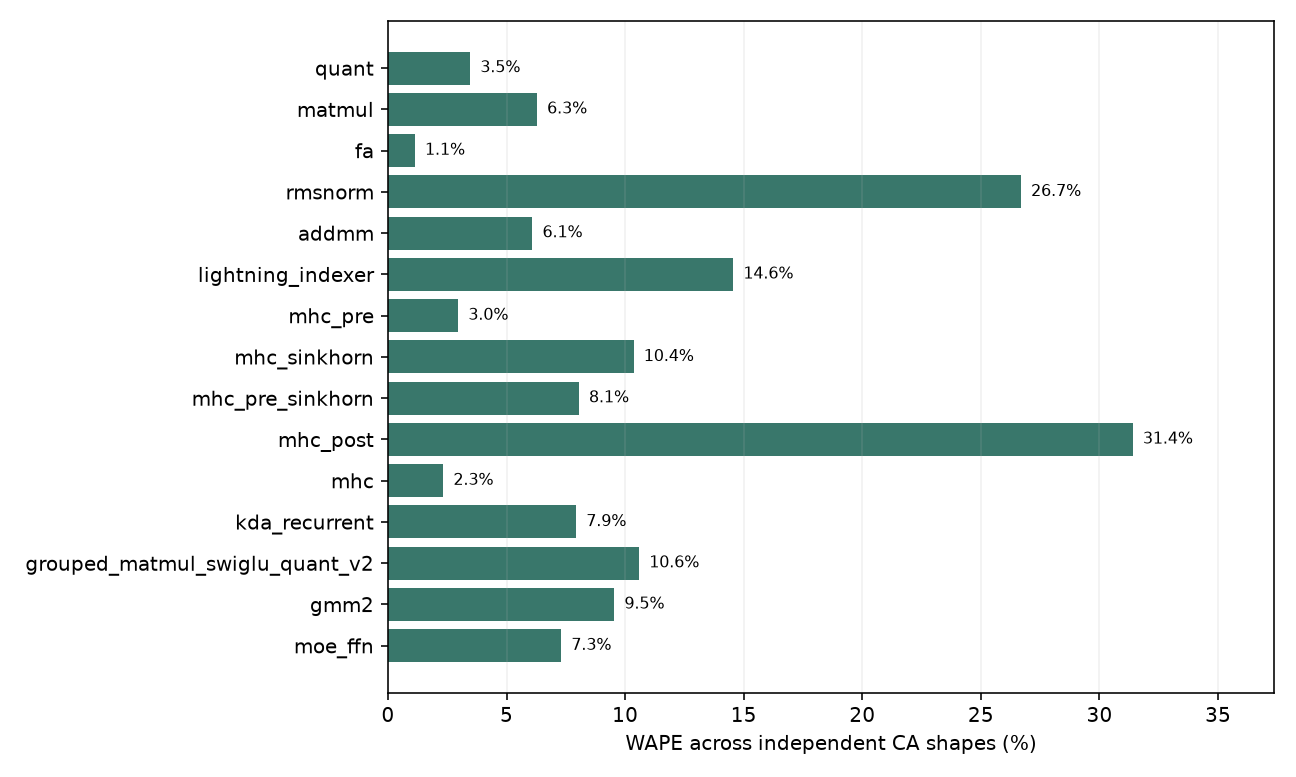 quant 3.5%
matmul 6.3%
fa 1.1%
rmsnorm 26.7%
addmm 6.1%
lightning_indexer 14.6%
mhc_pre 3.0%
mhc_sinkhorn 10.4%
mhc_pre_sinkhorn 8.1%
mhc_post 31.4%
mhc 2.3%
kda_recurrent 7.9%
grouped_matmul_swiglu_quant_v2 10.6%
gmm2 9.5%
moe_ffn 7.3%
0 5 10 15 20 25 30 35
WAPE across independent CA shapes (%)